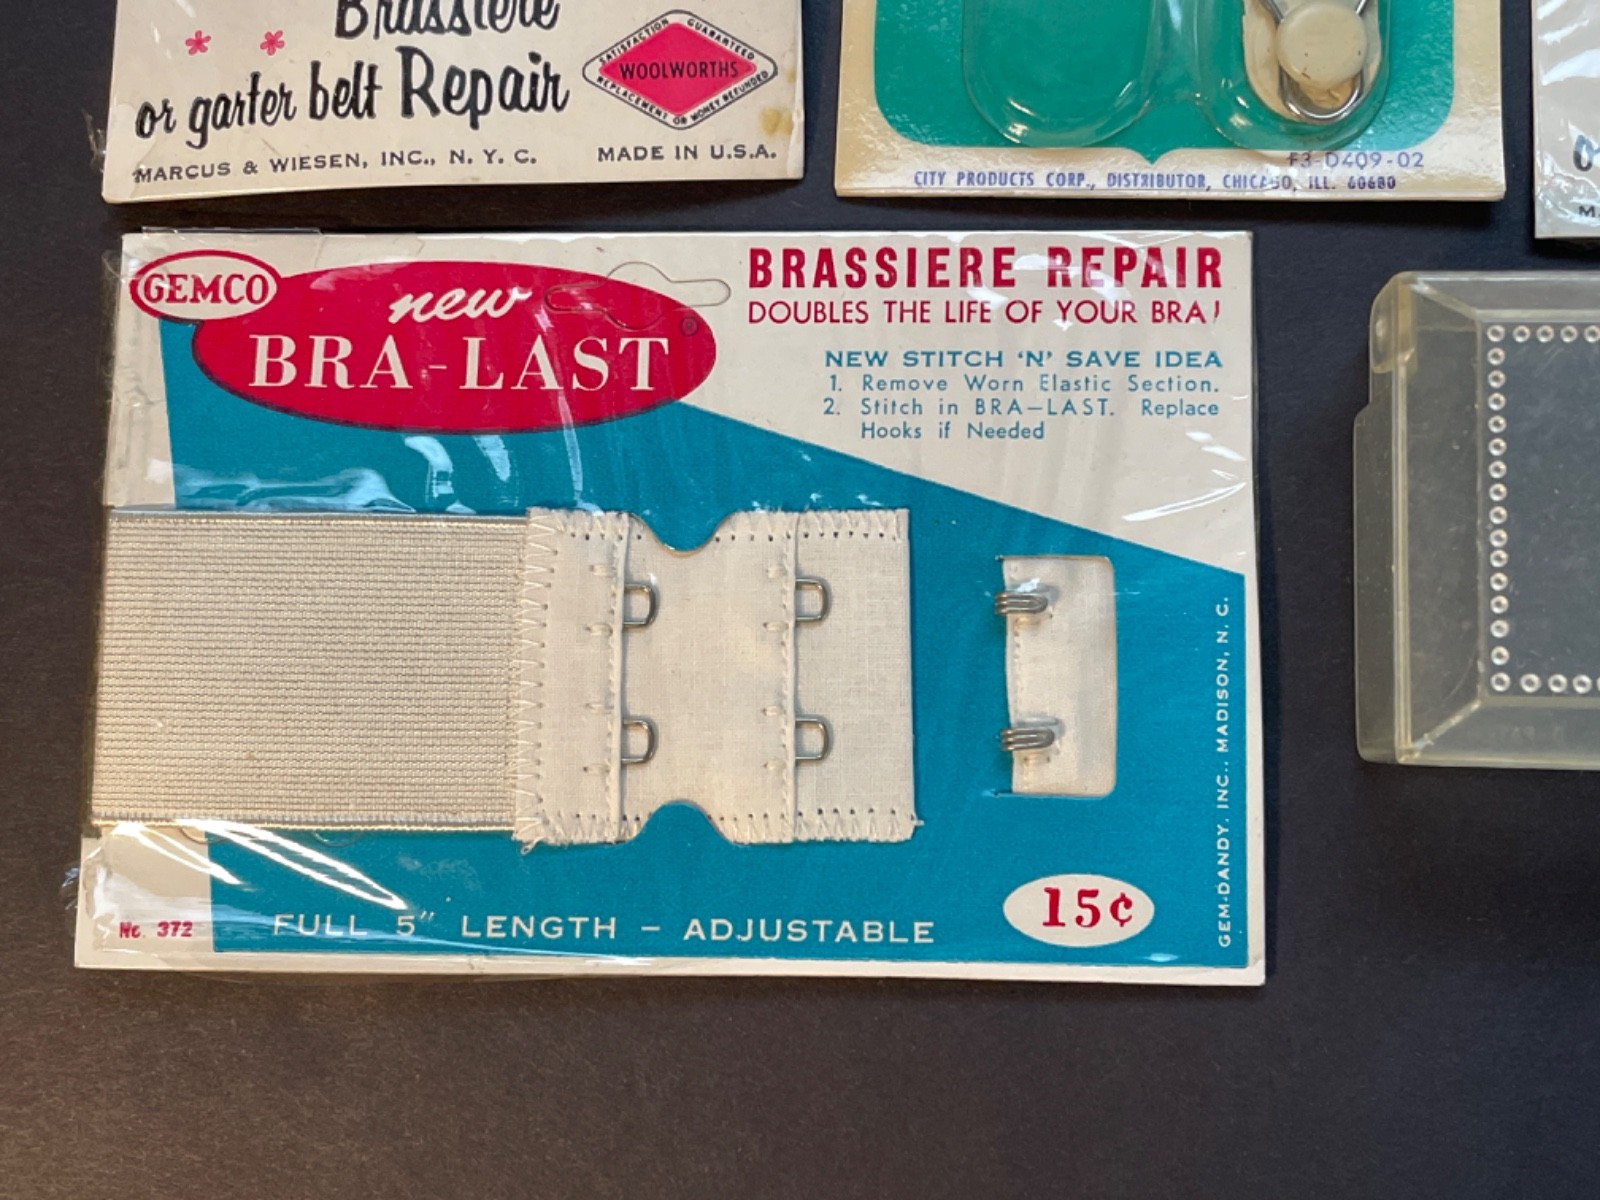 Brassiere
or garter belt Repair
SATISFACTION GUARANTEED
WOOLWORTHS
REPLACEMENT OR MONEY REFUNDED
MARCUS & WIESEN, INC., N. Y. C.
MADE IN U.S.A.
F3-D409-02
CITY PRODUCTS CORP., DISTRIBUTOR, CHICAGO, ILL. 60680
GEMCO
new
BRA-LAST
BRASSIERE REPAIR
DOUBLES THE LIFE OF YOUR BRA!
NEW STITCH 'N' SAVE IDEA
1. Remove Worn Elastic Section.
2. Stitch in BRA-LAST. Replace
Hooks if Needed
GEM-DANDY, INC., MADISON, N. C.
15¢
No. 372
FULL 5" LENGTH - ADJUSTABLE